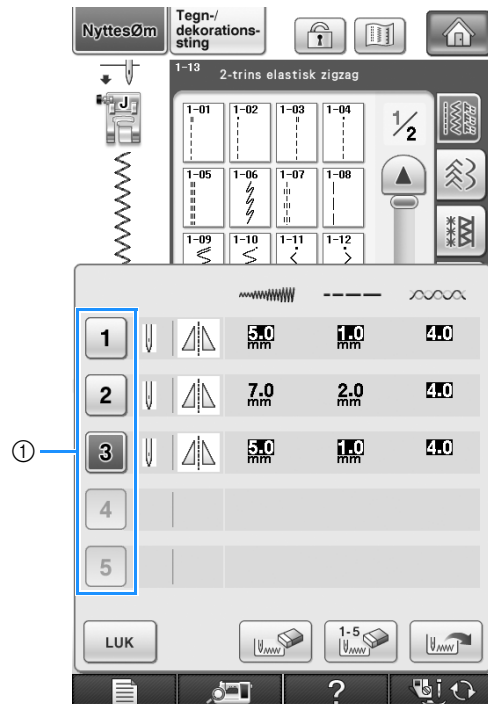 NyttesØm
Tegn-/
dekorations-
sting
1-13
2-trins elastisk zigzag
J
1-01 1-02 1-03 1-04
1/2
1-05 1-06 1-07 1-08
1-09 1-10 1-11 1-12
1 5.0 mm 1.0 mm 4.0
2 7.0 mm 2.0 mm 4.0
① 3 5.0 mm 1.0 mm 4.0
4
5
LUK
1-5
?